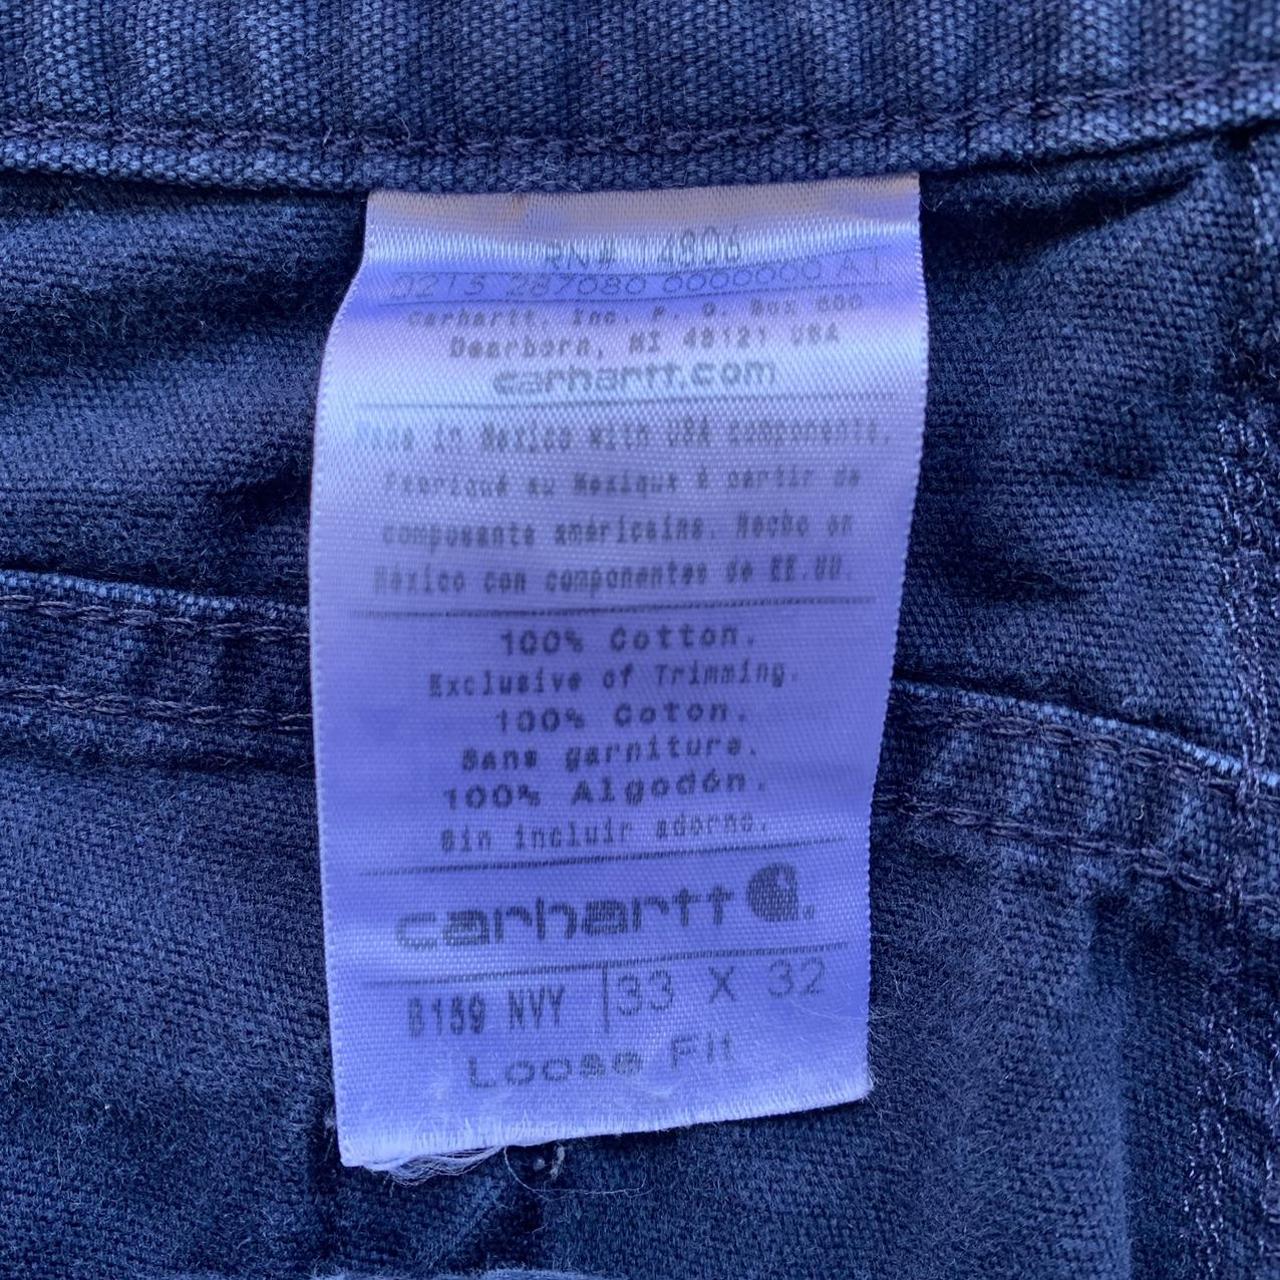 RN# 14806
0215 287080 0000000 A1
Carhartt, Inc. P. O. Box 600
Dearborn, MI 48121 USA
carhartt.com
Made in Mexico with USA components.
Fabriqué au Mexique à partir de
composants américains. Hecho en
México con componentes de EE.UU.
100% Cotton.
Exclusive of Trimming.
100% Coton.
Sans garniture.
100% Algodón.
Sin incluir adorno.
carhartt
B159 NVY |33 X 32
Loose Fit